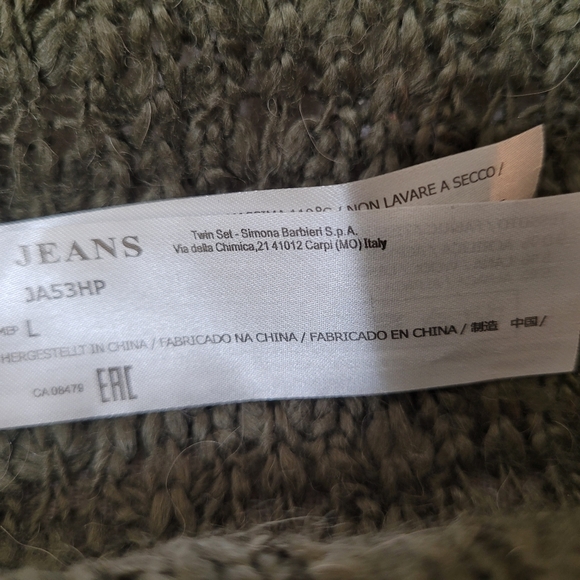 / NON LAVARE A SECCO /
JEANS
Twin Set - Simona Barbieri S.p.A.
Via della Chimica,21 41012 Carpi (MO) Italy
JA53HP
L
HERGESTELLT IN CHINA / FABRICADO NA CHINA / FABRICADO EN CHINA / 制造 中国/
CA 08479 EAC